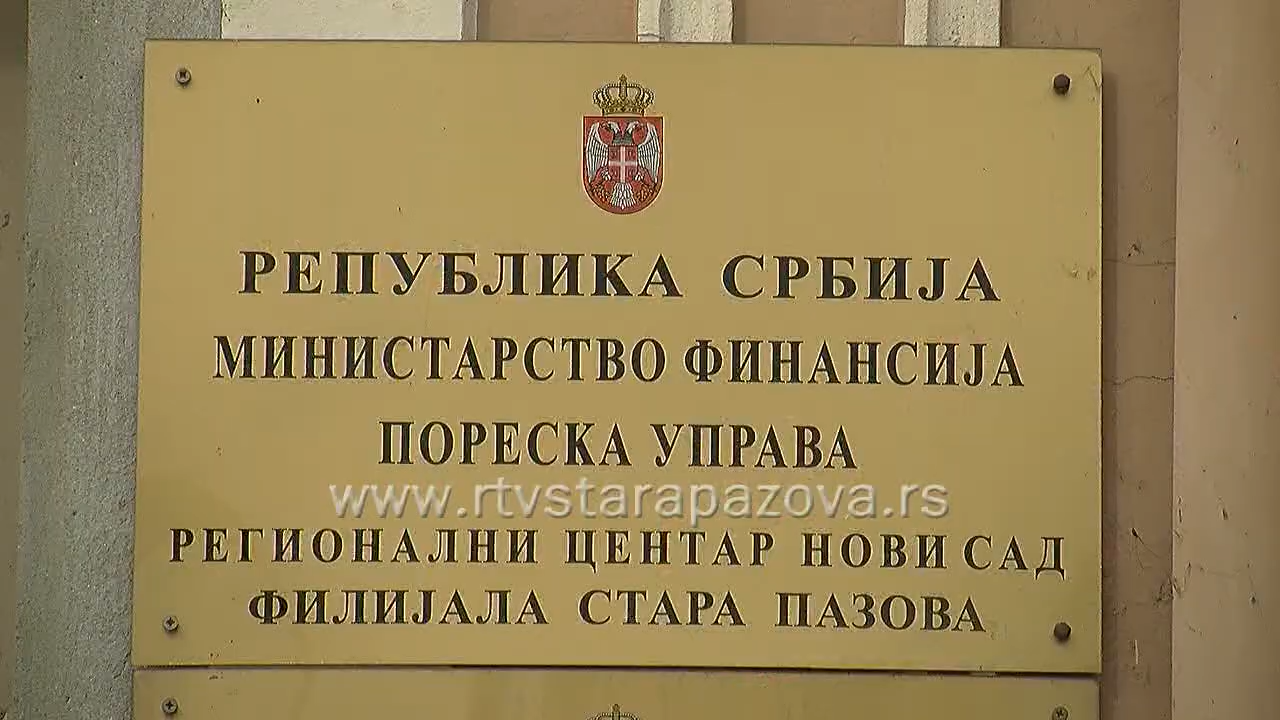 РЕПУБЛИКА СРБИЈА
МИНИСТАРСТВО ФИНАНСИЈА
ПОРЕСКА УПРАВА
www.rtvstarapazova.rs
РЕГИОНАЛНИ ЦЕНТАР НОВИ САД
ФИЛИЈАЛА СТАРА ПАЗОВА